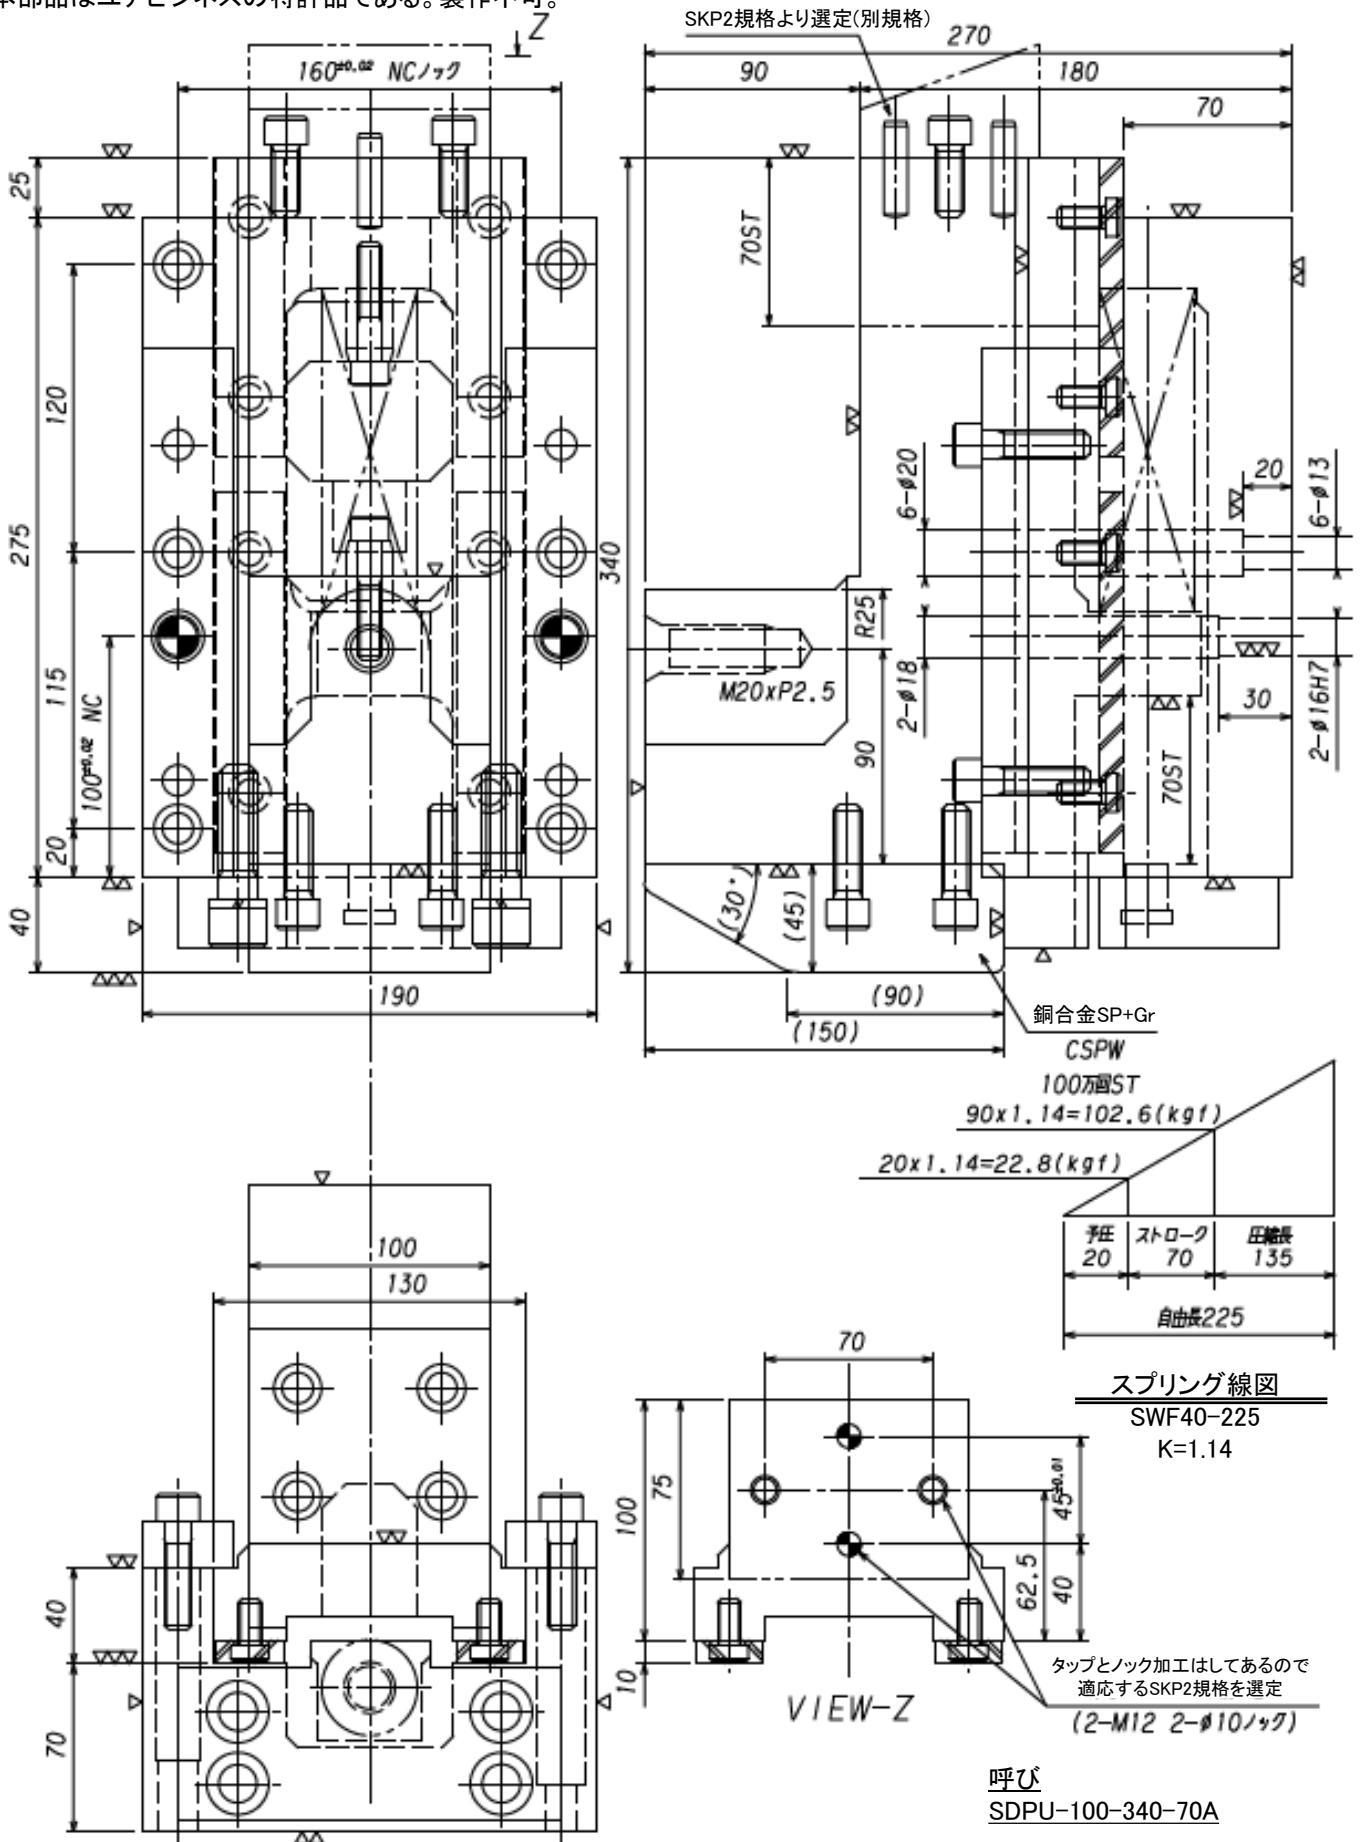 本部品はユアビジネスの特許品である。製作不可。
SKP2規格より選定(別規格)
Z
160±0.02 NCノック
270
90
180
70
25
70ST
120
275
115
100±0.02 NC
20
40
340
6-φ20
20
6-φ13
R25
M20xP2.5
2-φ18
30
2-φ16H7
90
70ST
(30°)
(45)
190
(90)
(150)
銅合金SP+Gr
CSPW
100万回ST
90x1.14=102.6(kgf)
20x1.14=22.8(kgf)
予圧
20
ストローク
70
圧縮長
135
自由長225
スプリング線図
SWF40-225
K=1.14
100
130
40
70
70
100
75
10
62.5
45±0.01
40
VIEW-Z
タップとノック加工はしてあるので
適応するSKP2規格を選定
(2-M12 2-φ10ノック)
呼び
SDPU-100-340-70A